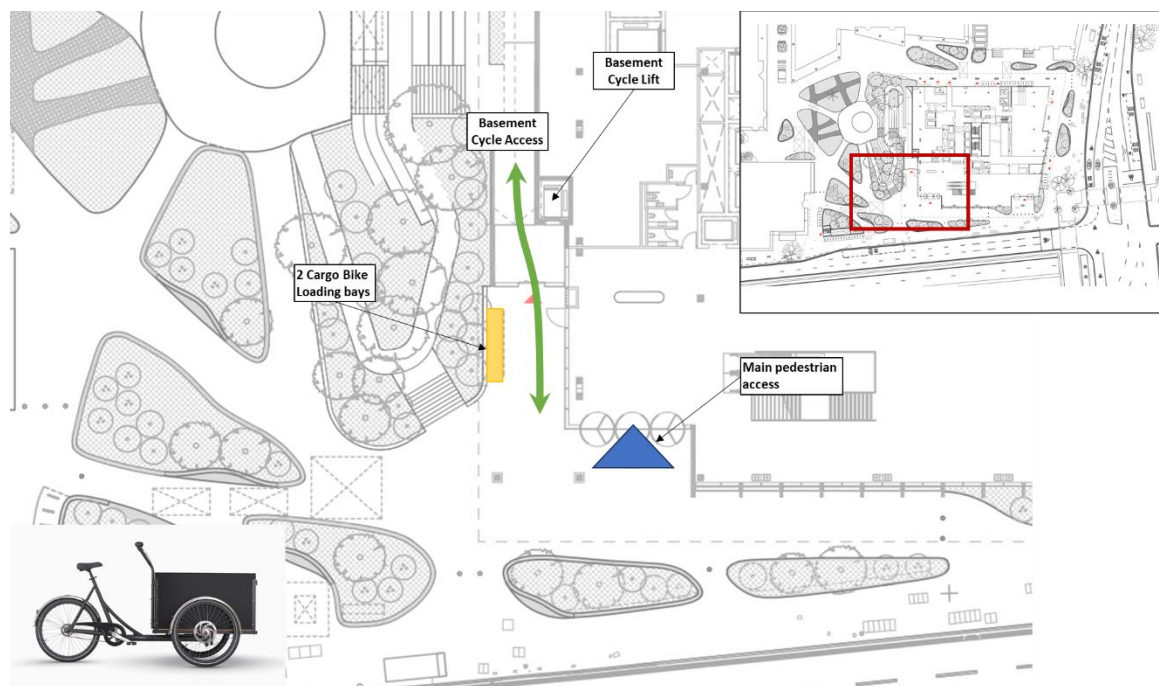 Basement
Cycle Lift
Basement
Cycle Access
2 Cargo Bike
Loading bays
Main pedestrian
access